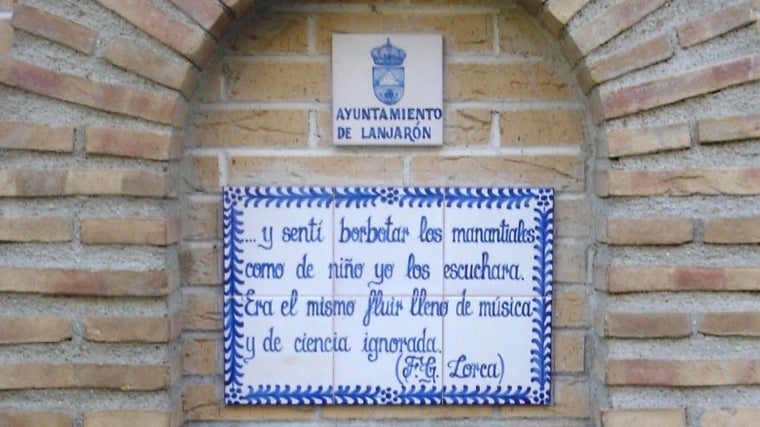 AYUNTAMIENTO
DE LANJARÓN
... y sentí borbotar los manantiales
como de niño yo los escuchara.
Era el mismo fluir lleno de música
y de ciencia ignorada.
(F. G. Lorca)